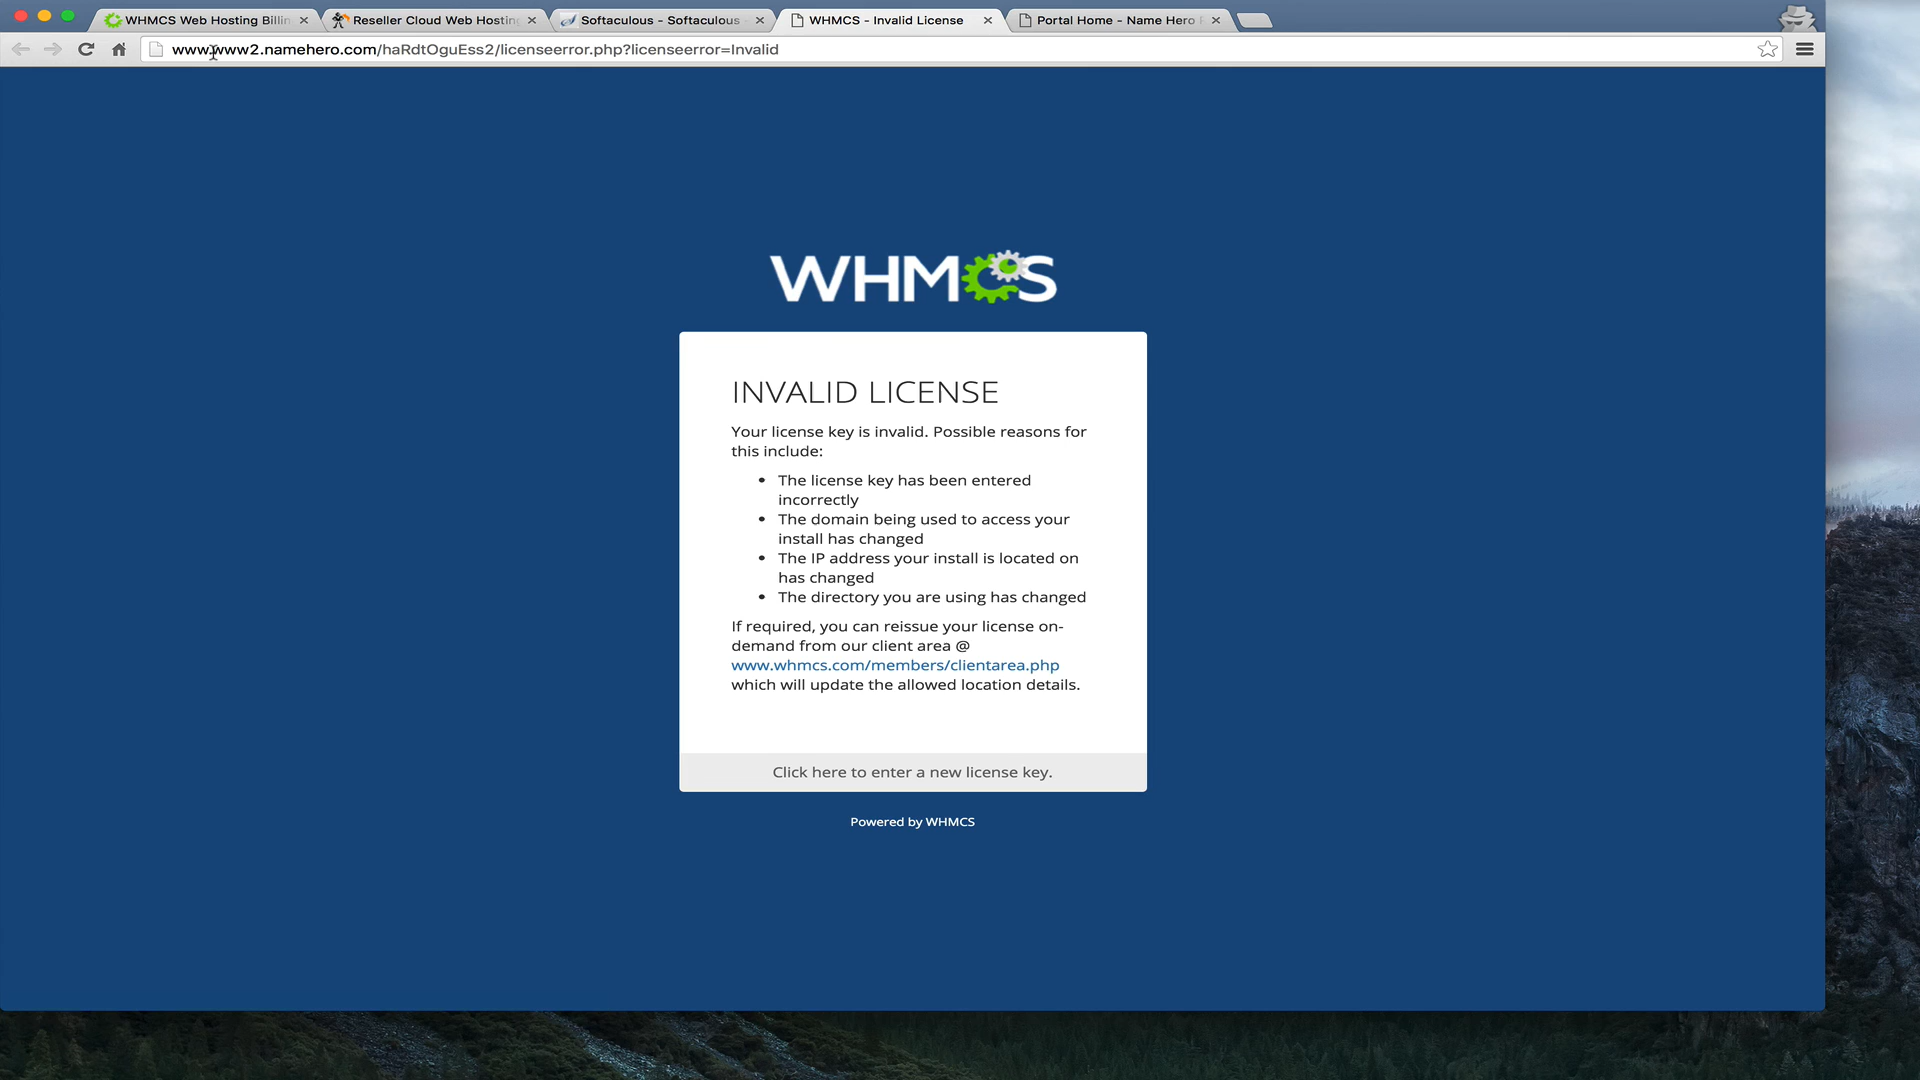 WHMCS Web Hosting Billin
Reseller Cloud Web Hosting
Softaculous - Softaculous
WHMCS - Invalid License
Portal Home - Name Hero
www.www2.namehero.com/haRdtOguEss2/licenseerror.php?licenseerror=Invalid
WHMCS
INVALID LICENSE
Your license key is invalid. Possible reasons for
this include:
• The license key has been entered
incorrectly
• The domain being used to access your
install has changed
• The IP address your install is located on
has changed
• The directory you are using has changed
If required, you can reissue your license on-
demand from our client area @
www.whmcs.com/members/clientarea.php
which will update the allowed location details.
Click here to enter a new license key.
Powered by WHMCS